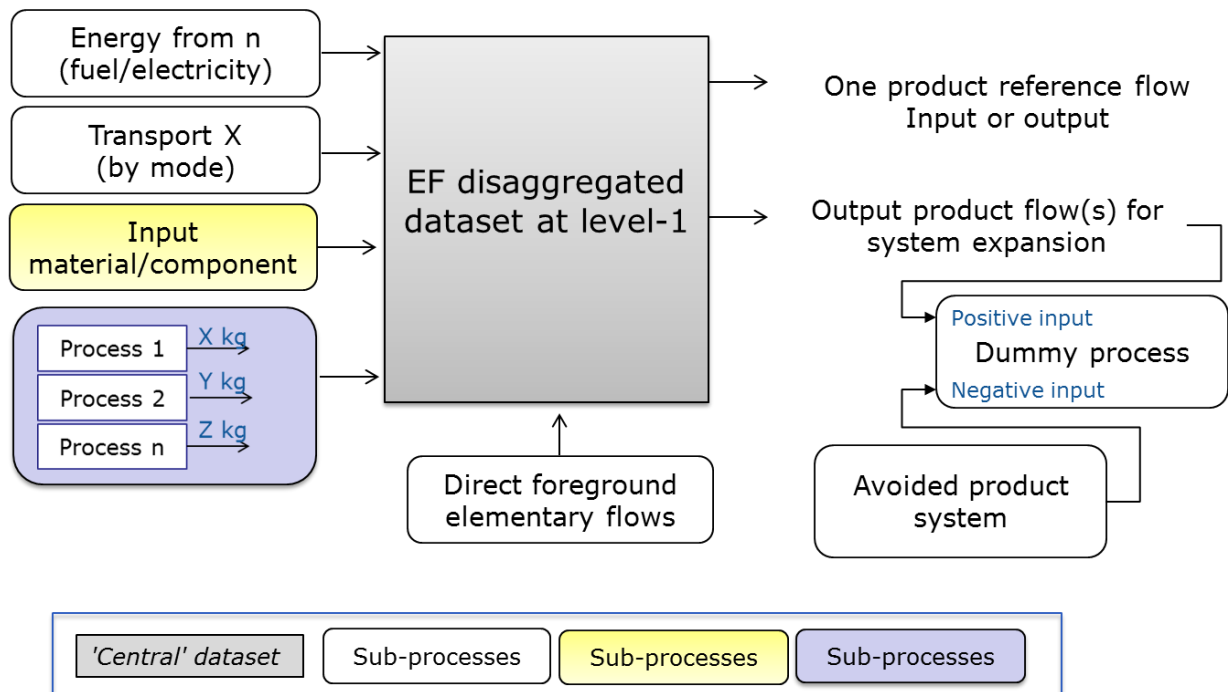 Energy from n
(fuel/electricity)
Transport X
(by mode)
Input
material/component
Process 1
X kg
Process 2
Y kg
Process n
Z kg
EF disaggregated
dataset at level-1
Direct foreground
elementary flows
One product reference flow
Input or output
Output product flow(s) for
system expansion
Positive input
Dummy process
Negative input
Avoided product
system
'Central' dataset
Sub-processes
Sub-processes
Sub-processes